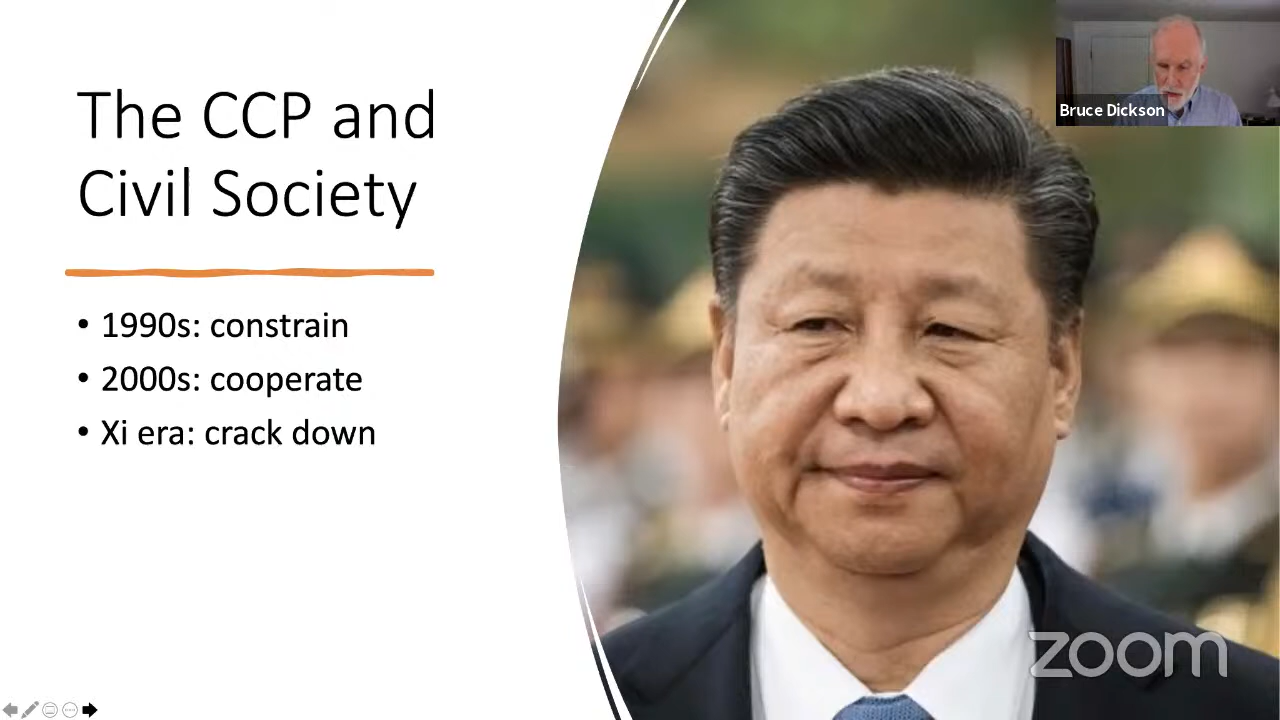 The CCP and
Civil Society
• 1990s: constrain
• 2000s: cooperate
• Xi era: crack down
Bruce Dickson
zoom